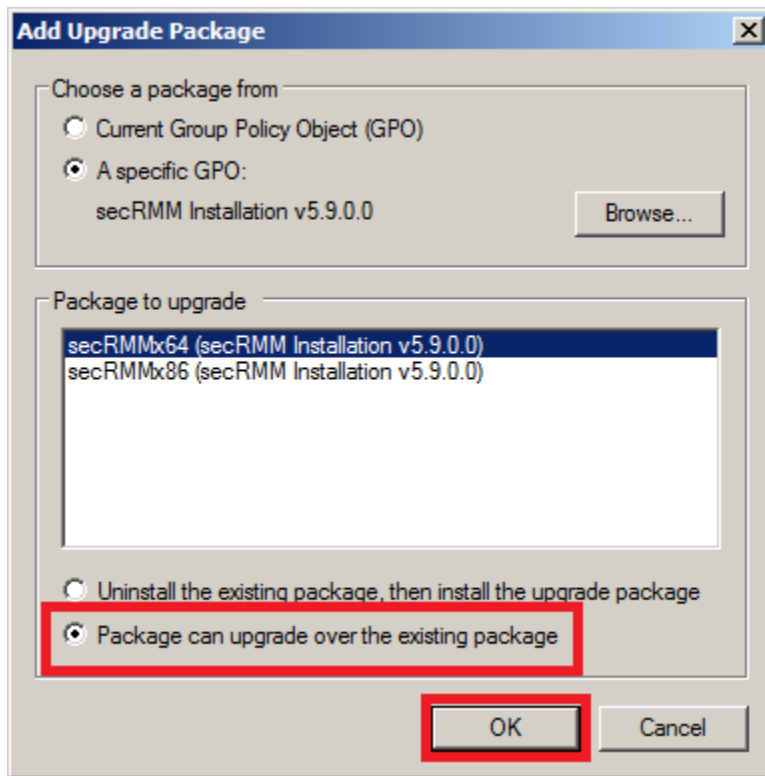 Add Upgrade Package
Choose a package from
Current Group Policy Object (GPO)
A specific GPO:
secRMM Installation v5.9.0.0
Browse...
Package to upgrade
secRMMx64 (secRMM Installation v5.9.0.0)
secRMMx86 (secRMM Installation v5.9.0.0)
Uninstall the existing package, then install the upgrade package
Package can upgrade over the existing package
OK
Cancel